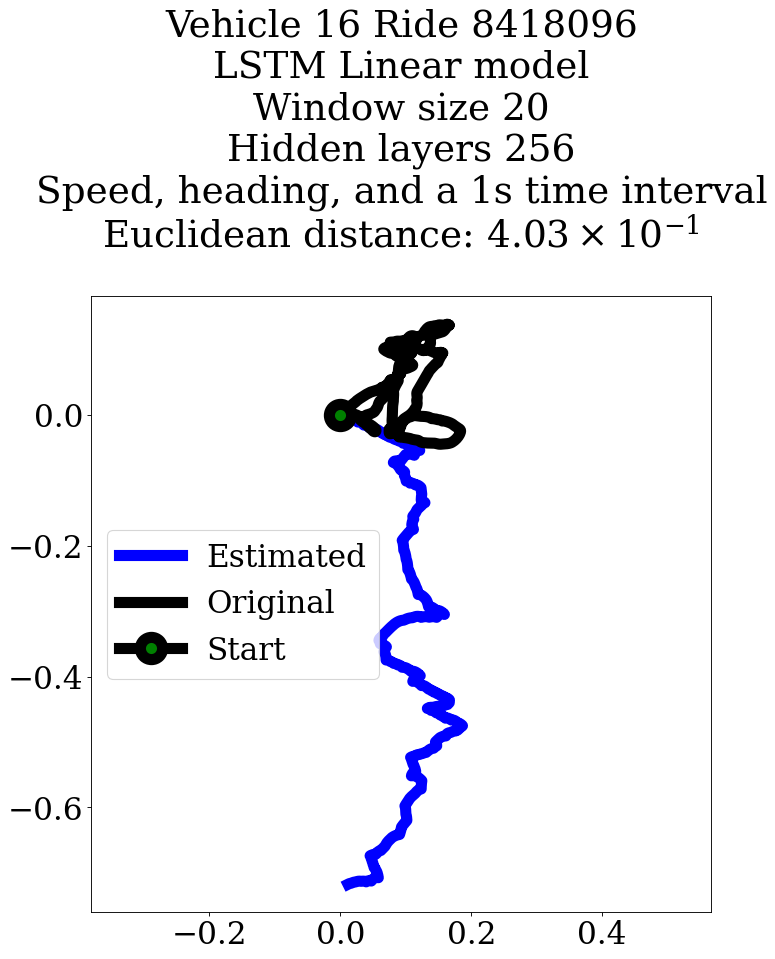 Vehicle 16 Ride 8418096
LSTM Linear model
Window size 20
Hidden layers 256
Speed, heading, and a 1s time interval
Euclidean distance: 4.03 × 10⁻¹
0.0
−0.2
−0.4
−0.6
Estimated
Original
Start
−0.2 0.0 0.2 0.4